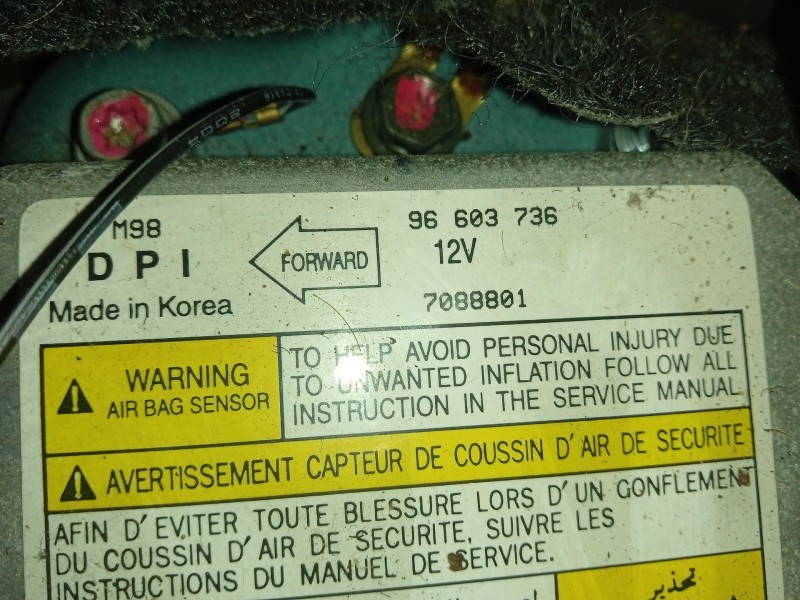 M98
96 603 736
DPI
FORWARD
12V
Made in Korea
7088801
WARNING
AIR BAG SENSOR
TO HELP AVOID PERSONAL INJURY DUE
TO UNWANTED INFLATION FOLLOW ALL
INSTRUCTION IN THE SERVICE MANUAL
AVERTISSEMENT CAPTEUR DE COUSSIN D'AIR DE SECURITE
AFIN D'EVITER TOUTE BLESSURE LORS D'UN GONFLEMENT
DU COUSSIN D'AIR DE SECURITE, SUIVRE LES
INSTRUCTIONS DU MANUEL DE SERVICE.
تحذير